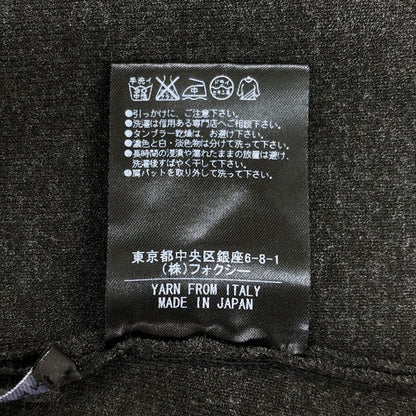 手洗イ
ドライ
●引っかけに、ご注意下さい。
●洗濯は信用ある専門店へご相談下さい。
●タンブラー乾燥は、お避け下さい。
●濃色と白・淡色物は分けて洗って下さい。
●長時間の浸漬や濡れたままの放置は避け、
洗濯後すばやく干して下さい。
●肩パットを外して洗って下さい。
東京都中央区銀座6-8-1
(株)フォクシー
YARN FROM ITALY
MADE IN JAPAN